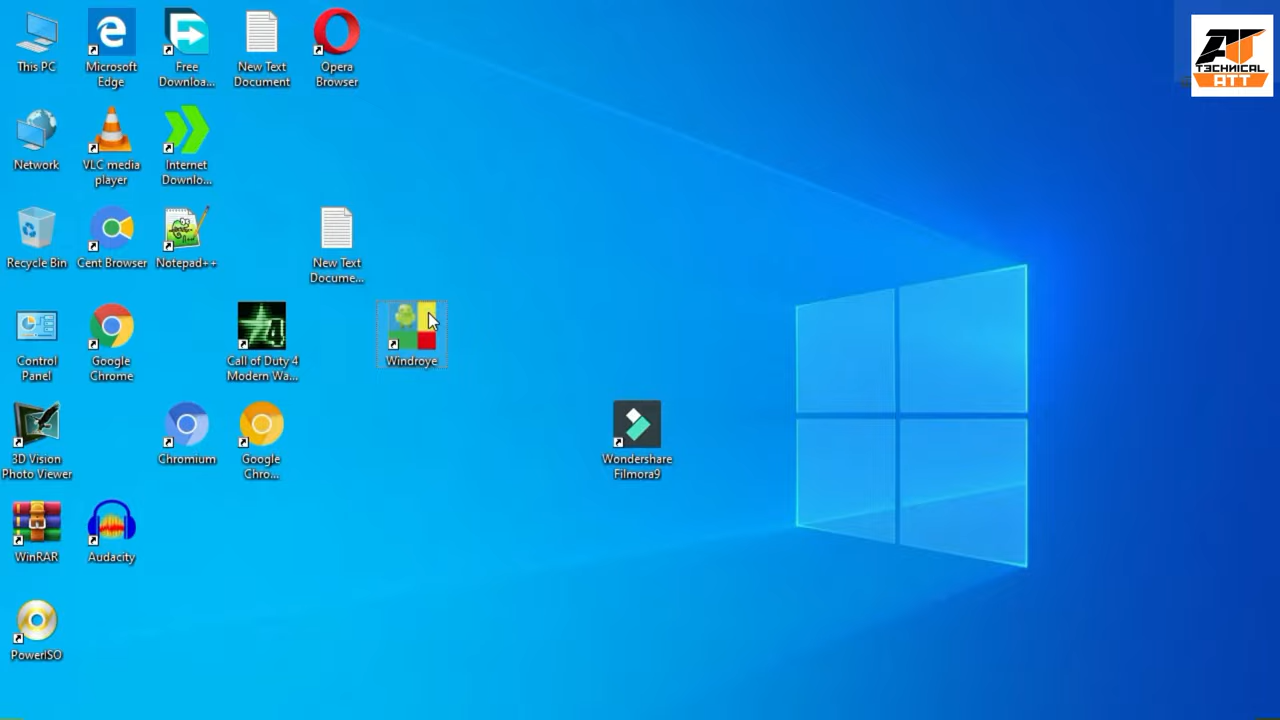 This PC
Microsoft
Edge
Free
Downloa...
New Text
Document
Opera
Browser
TECHNICAL
ATT
Network
VLC media
player
Internet
Downlo...
Recycle Bin
Cent Browser
Notepad++
New Text
Docume...
Control
Panel
Google
Chrome
4
Call of Duty 4
Modern Wa...
Windroye
3D Vision
Photo Viewer
Chromium
Google
Chro...
Wondershare
Filmora9
WinRAR
Audacity
PowerISO